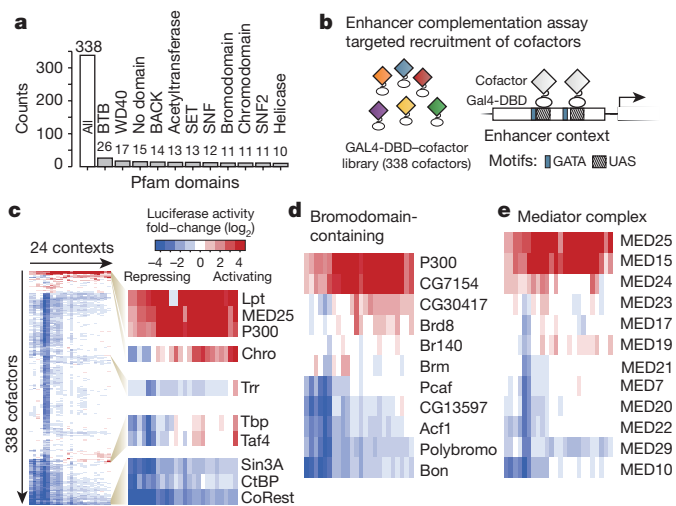 a
338
300
200
100
0
Counts
All
BTB
WD40
No domain
BACK
Acetyltransferase
SET
SNF
Bromodomain
Chromodomain
SNF2
Helicase
26 17 15 14 13 13 12 11 11 11 10
Pfam domains
b Enhancer complementation assay
targeted recruitment of cofactors
GAL4-DBD–cofactor
library (338 cofactors)
Cofactor
Gal4-DBD
Enhancer context
Motifs: GATA UAS
c
Luciferase activity
fold-change (log2)
−4 −2 0 2 4
Repressing Activating
24 contexts
338 cofactors
Lpt
MED25
P300
Chro
Trr
Tbp
Taf4
Sin3A
CtBP
CoRest
d Bromodomain-
containing
P300
CG7154
CG30417
Brd8
Br140
Brm
Pcaf
CG13597
Acf1
Polybromo
Bon
e Mediator complex
MED25
MED15
MED24
MED23
MED17
MED19
MED21
MED7
MED20
MED22
MED29
MED10